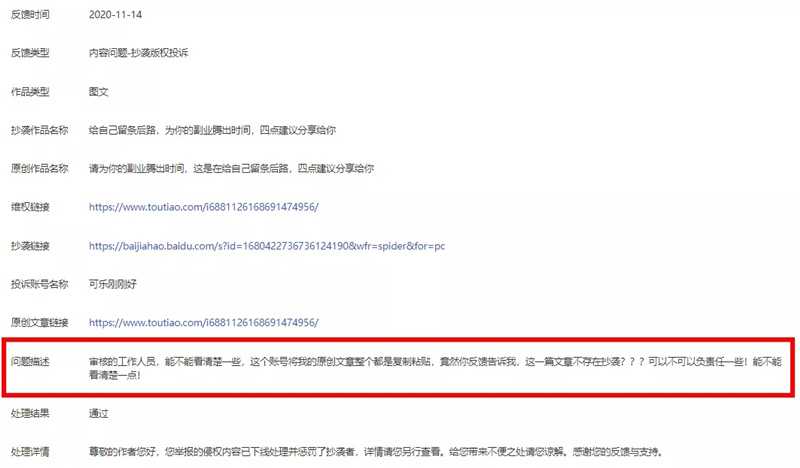 反馈时间 2020-11-14
反馈类型 内容问题-抄袭版权投诉
作品类型 图文
抄袭作品名称 给自己留条后路，为你的副业腾出时间，四点建议分享给你
原创作品名称 请为你的副业腾出时间，这是在给自己留条后路，四点建议分享给你
维权链接 https://www.toutiao.com/i6881126168691474956/
抄袭链接 https://baijiahao.baidu.com/s?id=1680422736736124190&wfr=spider&for=pc
投诉账号名称 可乐刚刚好
原创文章链接 https://www.toutiao.com/i6881126168691474956/
问题描述 审核的工作人员，能不能看清楚一些，这个账号将我的原创文章整个都是复制粘贴，竟然你反馈告诉我，这一篇文章不存在抄袭？？？可以不可以负责任一些！能不能
看清楚一点！
处理结果 通过
处理详情 尊敬的作者您好，您举报的侵权内容已下线处理并惩罚了抄袭者，详情请您另行查看。给您带来不便之处请您谅解。感谢您的反馈与支持。